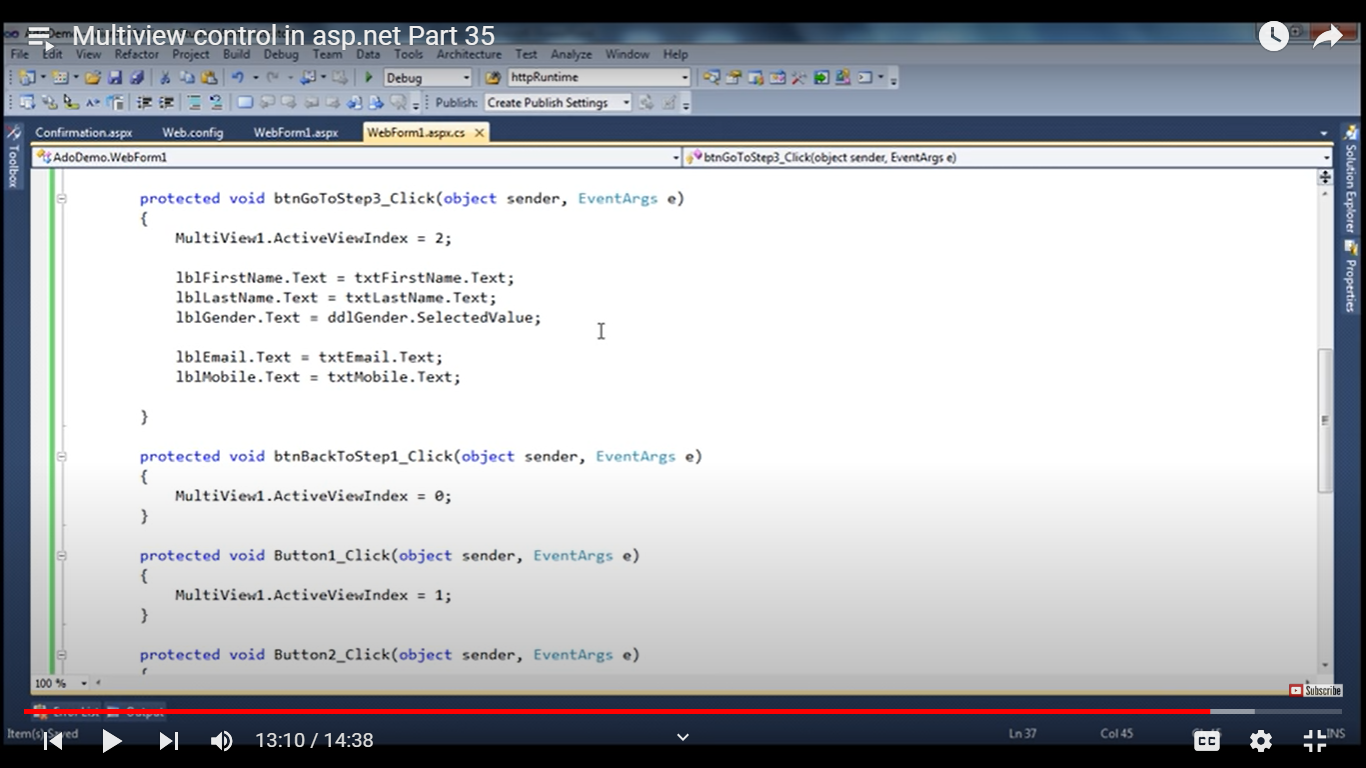 Multiview control in asp.net Part 35
File Edit View Refactor Project Build Debug Team Data Tools Architecture Test Analyze Window Help
Debug httpRuntime
Publish: Create Publish Settings
Confirmation.aspx Web.config WebForm1.aspx WebForm1.aspx.cs
Toolbox
Solution Explorer
Properties
AdoDemo.WebForm1 btnGoToStep3_Click(object sender, EventArgs e)
protected void btnGoToStep3_Click(object sender, EventArgs e)
{
MultiView1.ActiveViewIndex = 2;
lblFirstName.Text = txtFirstName.Text;
lblLastName.Text = txtLastName.Text;
lblGender.Text = ddlGender.SelectedValue;
lblEmail.Text = txtEmail.Text;
lblMobile.Text = txtMobile.Text;
}
protected void btnBackToStep1_Click(object sender, EventArgs e)
{
MultiView1.ActiveViewIndex = 0;
}
protected void Button1_Click(object sender, EventArgs e)
{
MultiView1.ActiveViewIndex = 1;
}
protected void Button2_Click(object sender, EventArgs e)
{
100 %
Subscribe
Error List Output
Ln 37 Col 45 INS
13:10 / 14:38
CC